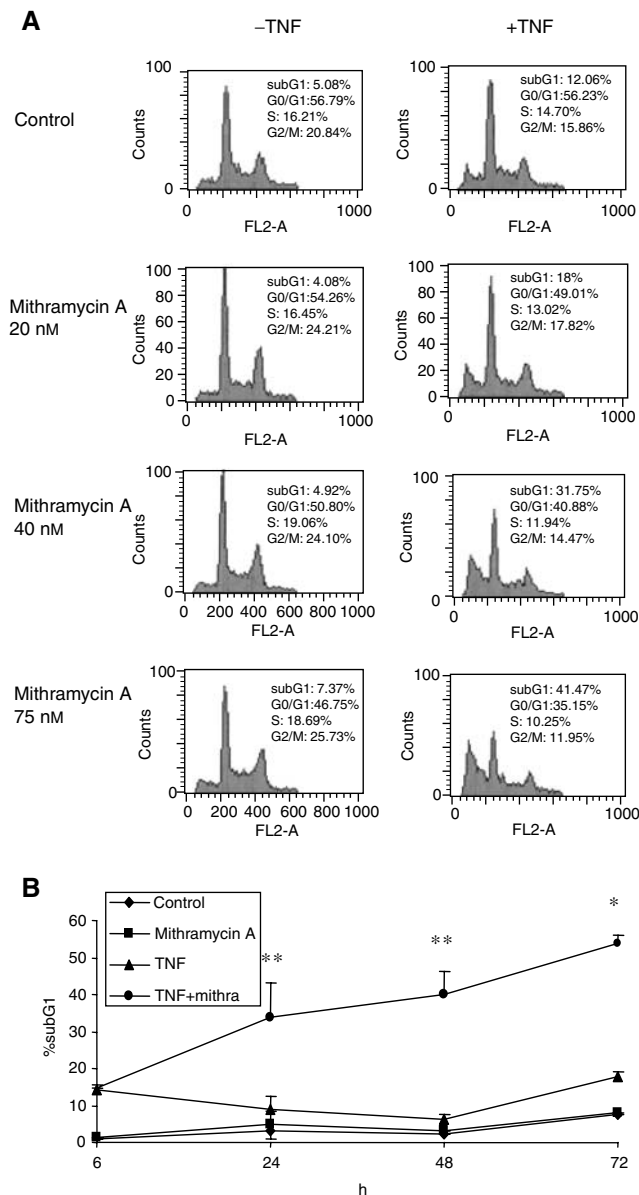 A
–TNF
+TNF
Control
100
Counts
0
0
1000
FL2-A
subG1: 5.08%
G0/G1:56.79%
S: 16.21%
G2/M: 20.84%
100
Counts
0
0
1000
FL2-A
subG1: 12.06%
G0/G1:56.23%
S: 14.70%
G2/M: 15.86%
Mithramycin A
20 nM
100
80
60
40
20
0
Counts
0
1000
FL2-A
subG1: 4.08%
G0/G1:54.26%
S: 16.45%
G2/M: 24.21%
100
80
60
40
20
0
Counts
0
1000
FL2-A
subG1: 18%
G0/G1:49.01%
S: 13.02%
G2/M: 17.82%
Mithramycin A
40 nM
100
Counts
0
0 200 400 600 800 1000
FL2-A
subG1: 4.92%
G0/G1:50.80%
S: 19.06%
G2/M: 24.10%
100
Counts
0
0
1000
FL2-A
subG1: 31.75%
G0/G1:40.88%
S: 11.94%
G2/M: 14.47%
Mithramycin A
75 nM
100
Counts
0
0 200 400 600 800 1000
FL2-A
subG1: 7.37%
G0/G1:46.75%
S: 18.69%
G2/M: 25.73%
100
Counts
0
0
1000
FL2-A
subG1: 41.47%
G0/G1:35.15%
S: 10.25%
G2/M: 11.95%
B
Control
Mithramycin A
TNF
TNF+mithra
%subG1
60
50
40
30
20
10
0
**
**
*
6
24
48
72
h